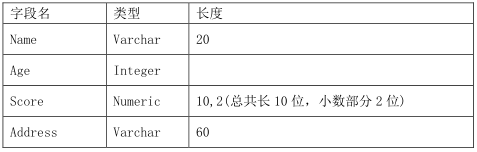 字段名 类型 长度
Name Varchar 20
Age Integer
Score Numeric 10,2(总共长 10 位，小数部分 2 位)
Address Varchar 60